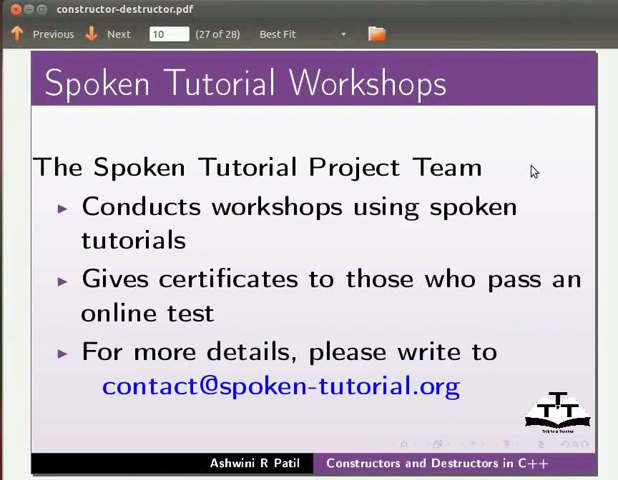 constructor-destructor.pdf
Previous Next 10 (27 of 28) Best Fit
Spoken Tutorial Workshops
The Spoken Tutorial Project Team
Conducts workshops using spoken
tutorials
Gives certificates to those who pass an
online test
For more details, please write to
contact@spoken-tutorial.org
Ashwini R Patil Constructors and Destructors in C++